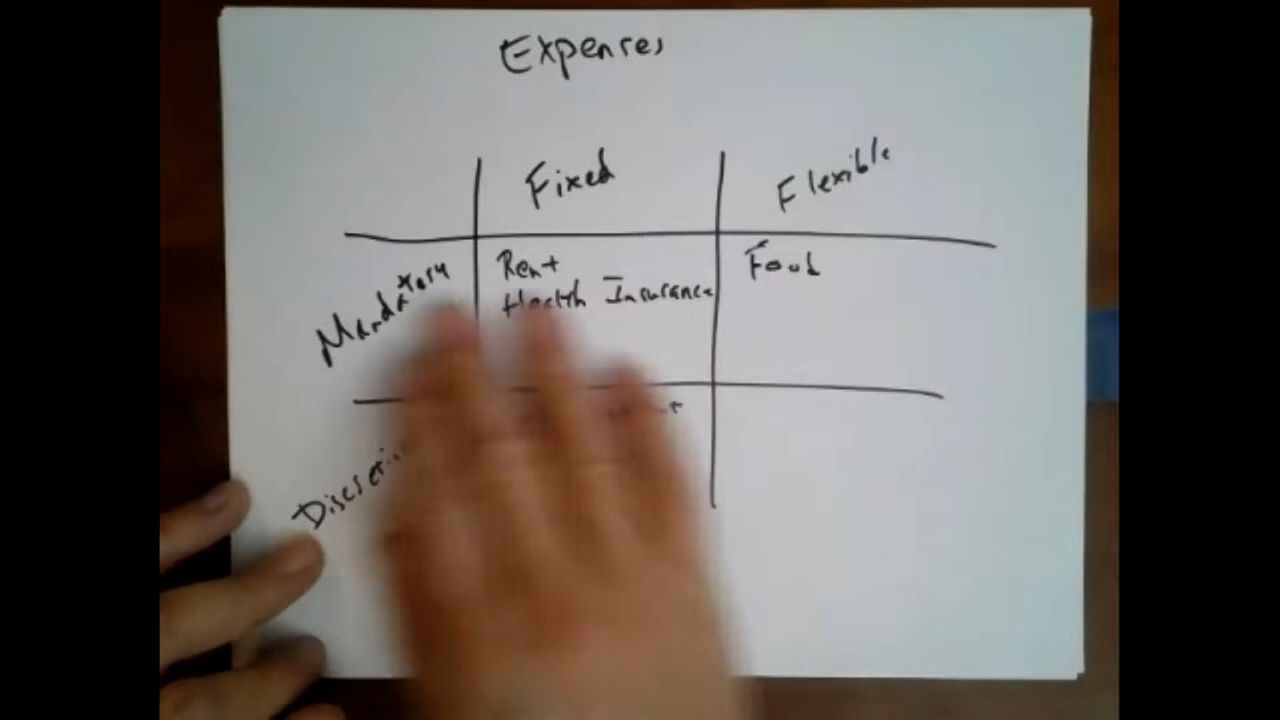 Expenses
Fixed
Flexible
Mandatory
Rent
Health Insurance
Food